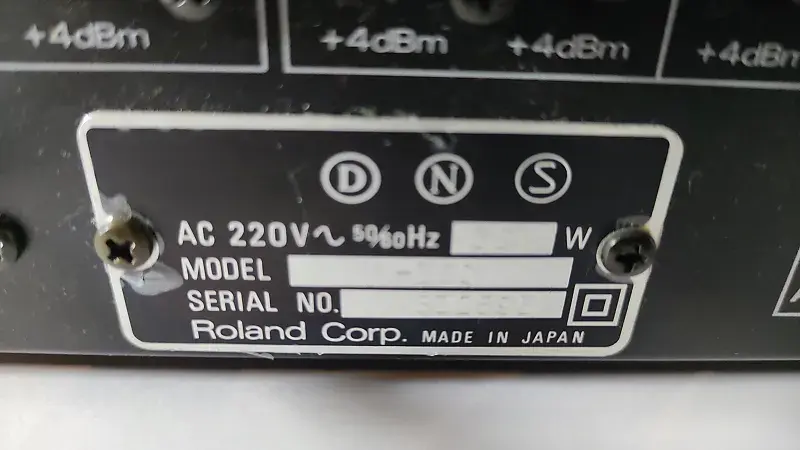 +4dBm +4dBm +4dBm +4dBm
D N S
AC 220V~ 50/60Hz W
MODEL
SERIAL NO.
Roland Corp. MADE IN JAPAN